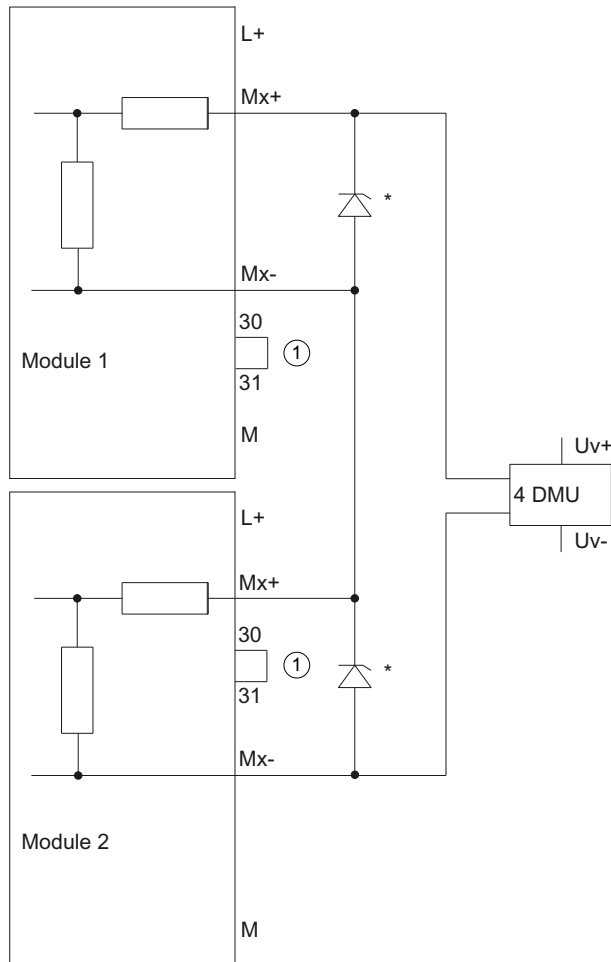 L+
Mx+
*
Mx-
30
①
Module 1
31
M
Uv+
4 DMU
L+
Uv-
Mx+
30
①
*
31
Mx-
Module 2
M